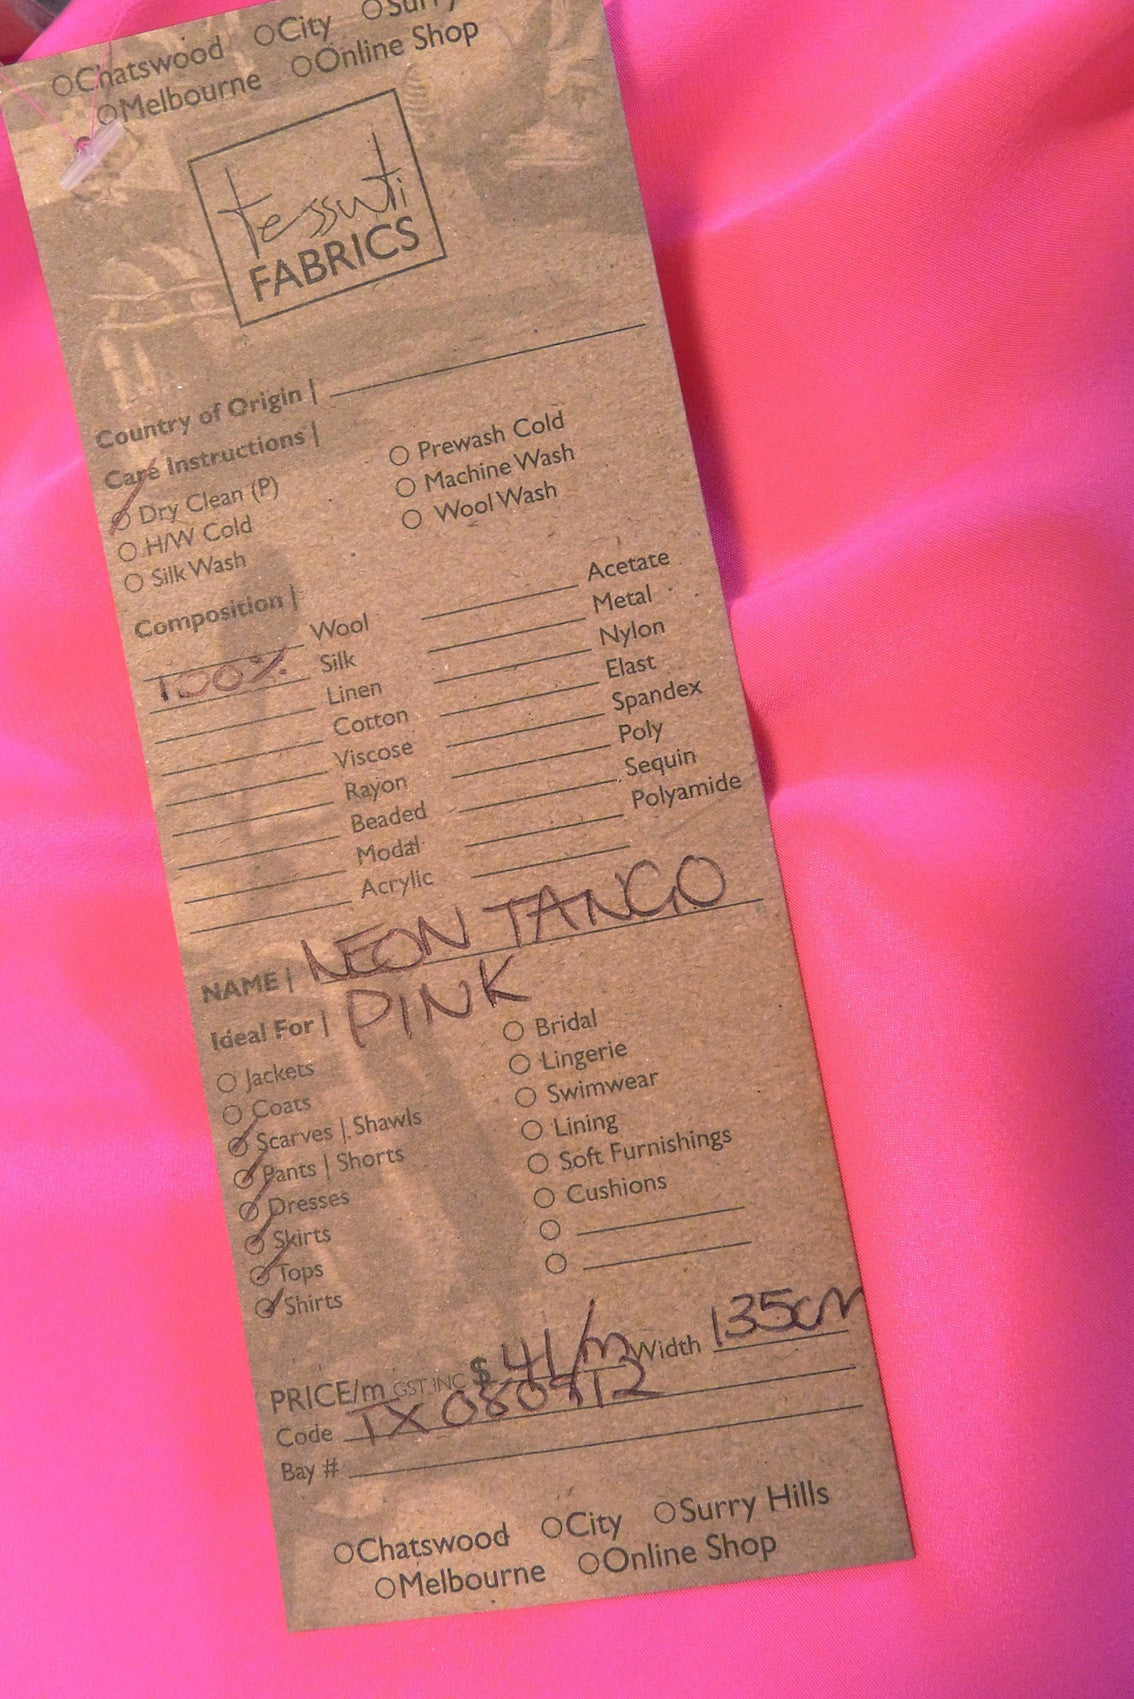 Chatswood City Surry
Melbourne Online Shop
tessuti
FABRICS
Country of Origin |
Care Instructions |
Dry Clean (P) Prewash Cold
H/W Cold Machine Wash
Silk Wash Wool Wash
Composition |
Wool Acetate
100% Silk Metal
Linen Nylon
Cotton Elast
Viscose Spandex
Rayon Poly
Beaded Sequin
Modal Polyamide
Acrylic
NAME | NEON TANGO
PINK
Ideal For |
Jackets Bridal
Coats Lingerie
Scarves | Shawls Swimwear
Pants | Shorts Lining
Dresses Soft Furnishings
Skirts Cushions
Tops
Shirts
PRICE/m GST INC $ 41/m Width 135cm
Code TX080912
Bay #
Chatswood City Surry Hills
Melbourne Online Shop